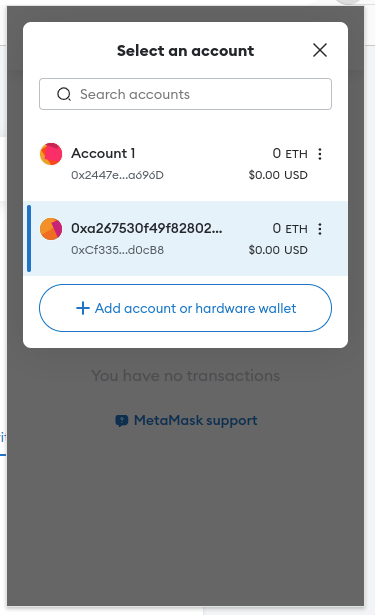 Select an account
Search accounts
Account 1
0 ETH
0x2447e...a696D
$0.00 USD
0xa267530f49f82802...
0 ETH
0xCf335...d0cB8
$0.00 USD
Add account or hardware wallet
You have no transactions
MetaMask support